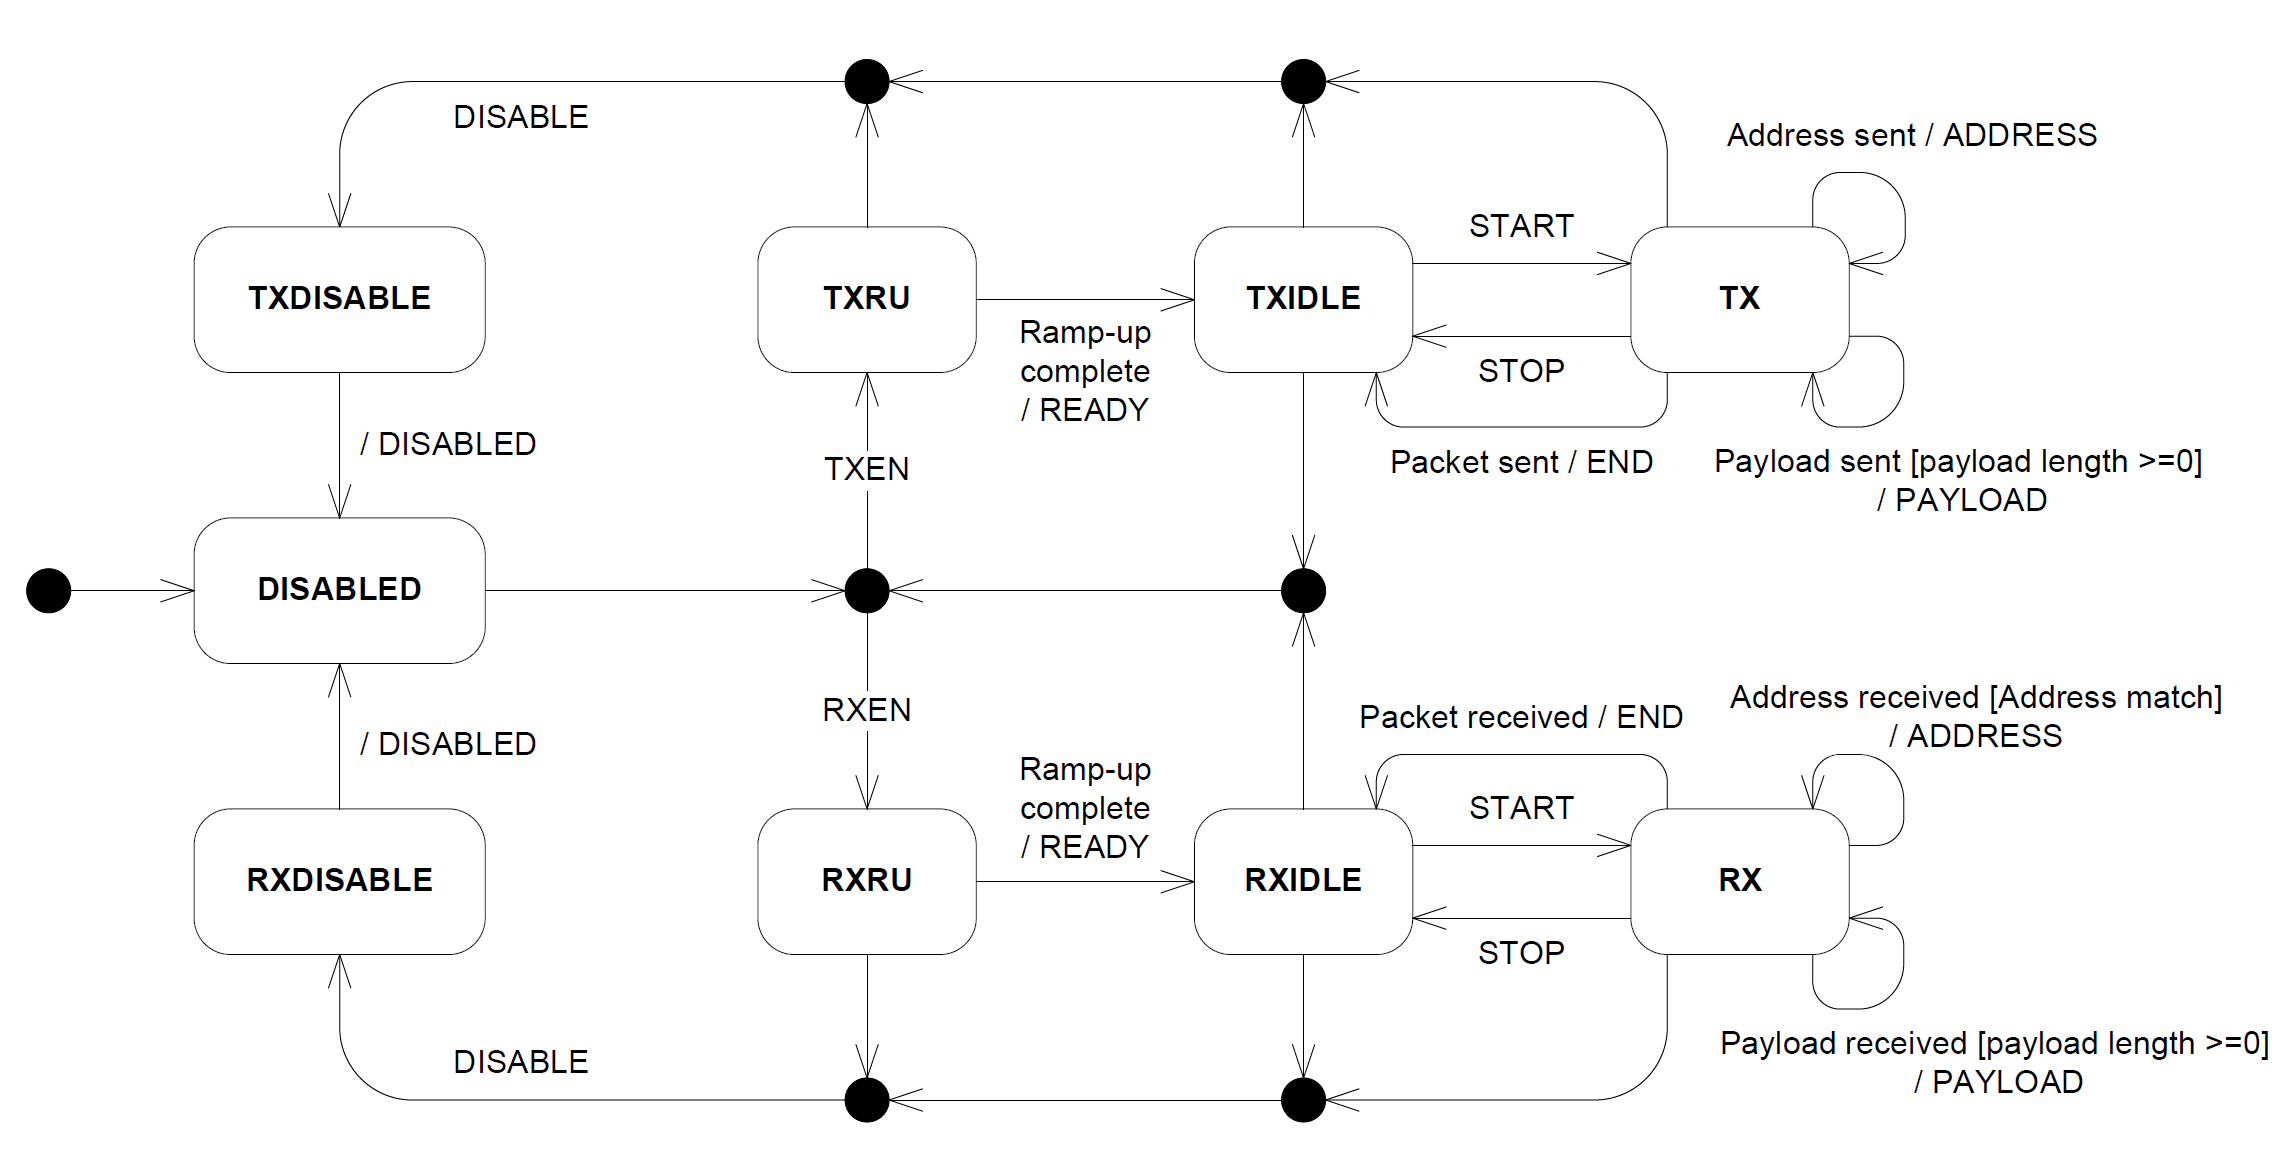 DISABLE
Address sent / ADDRESS
START
TXDISABLE
TXRU
TXIDLE
TX
Ramp-up
complete
/ READY
STOP
/ DISABLED
TXEN
Packet sent / END
Payload sent [payload length >=0]
/ PAYLOAD
DISABLED
RXEN
Packet received / END
Address received [Address match]
/ ADDRESS
/ DISABLED
Ramp-up
complete
/ READY
START
RXDISABLE
RXRU
RXIDLE
RX
STOP
DISABLE
Payload received [payload length >=0]
/ PAYLOAD